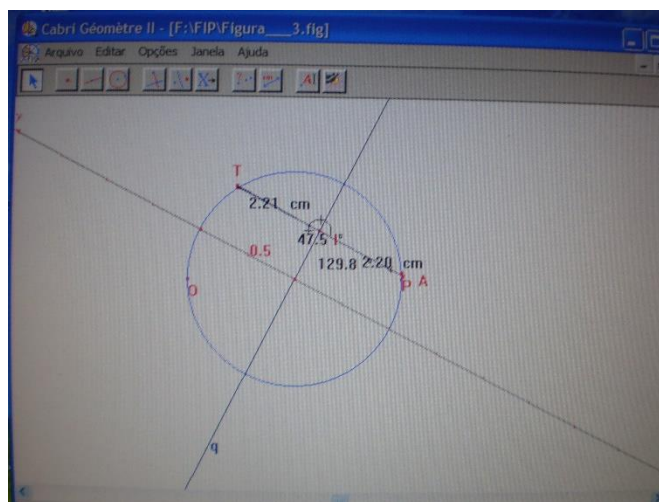 Cabri Géomètre II - [F:\FIP\Figura___3.fig]
Arquivo Editar Opções Janela Ajuda
y
T
2.21 cm
47.5 °
0.5
129.8 2.20 cm
O
P A
q